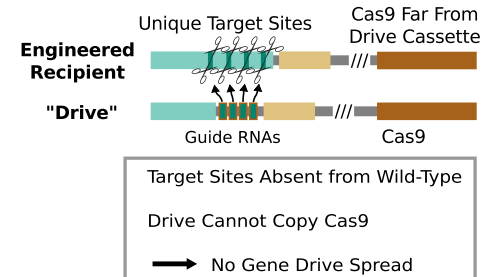 Unique Target Sites
Cas9 Far From
Drive Cassette
Engineered
Recipient
///
"Drive"
///
Guide RNAs
Cas9
Target Sites Absent from Wild-Type
Drive Cannot Copy Cas9
No Gene Drive Spread